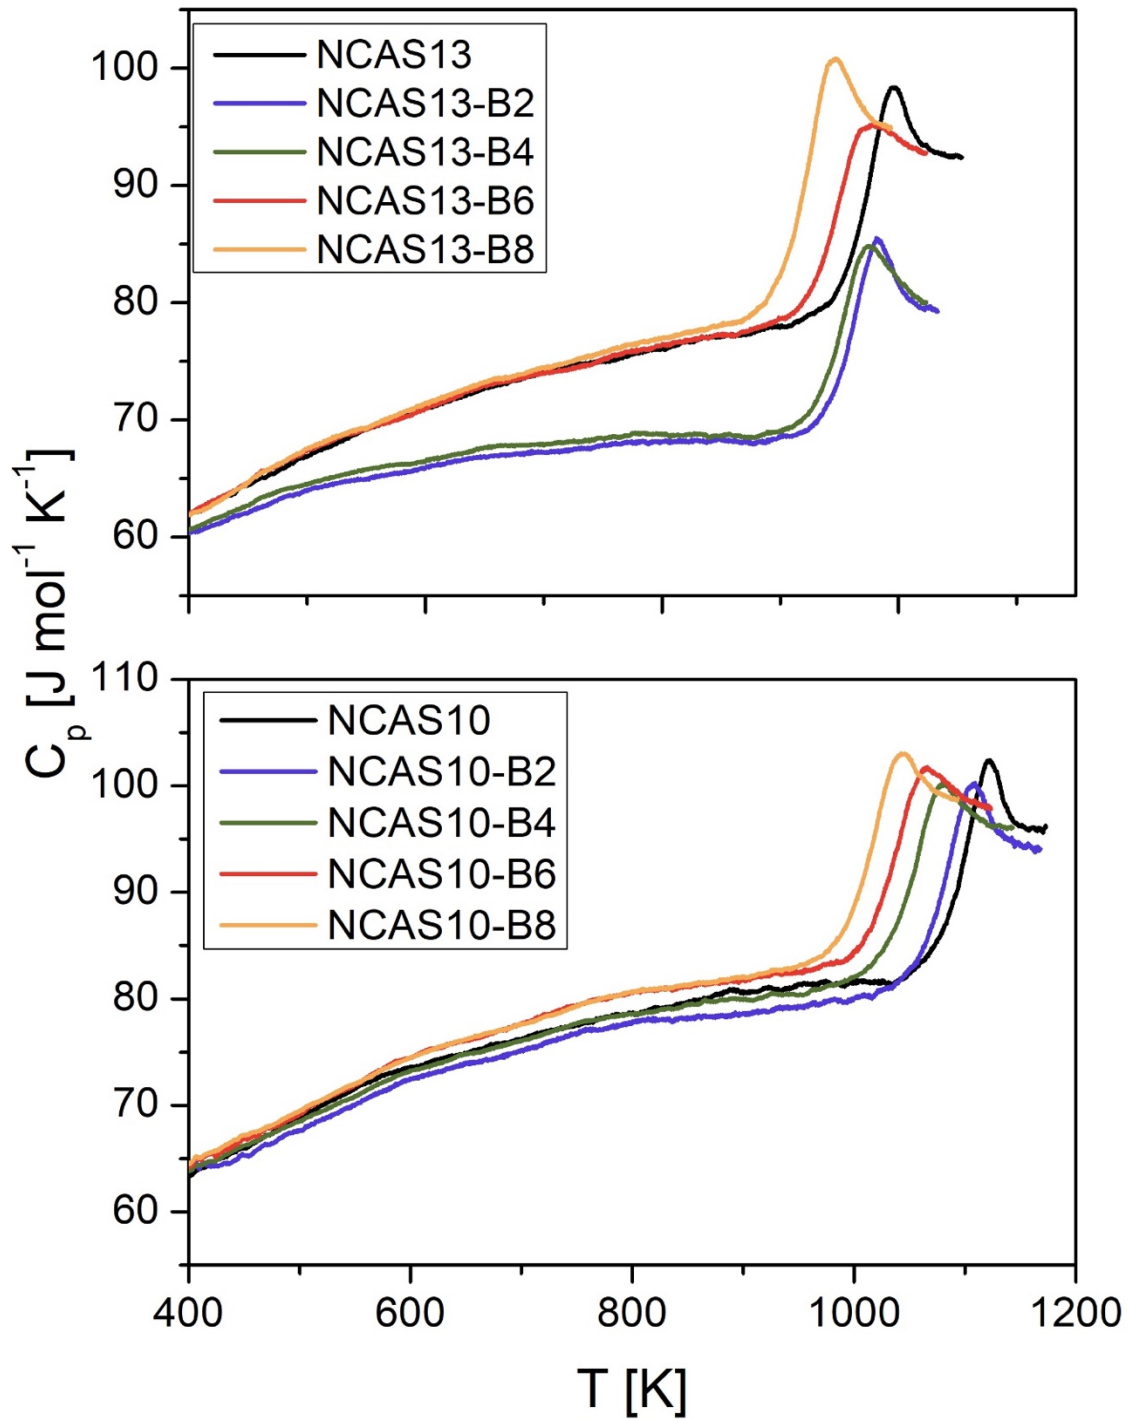 NCAS13
NCAS13-B2
NCAS13-B4
NCAS13-B6
NCAS13-B8
100
90
80
70
60
C_p [J mol⁻¹ K⁻¹]
110
100
90
80
70
60
NCAS10
NCAS10-B2
NCAS10-B4
NCAS10-B6
NCAS10-B8
400 600 800 1000 1200
T [K]